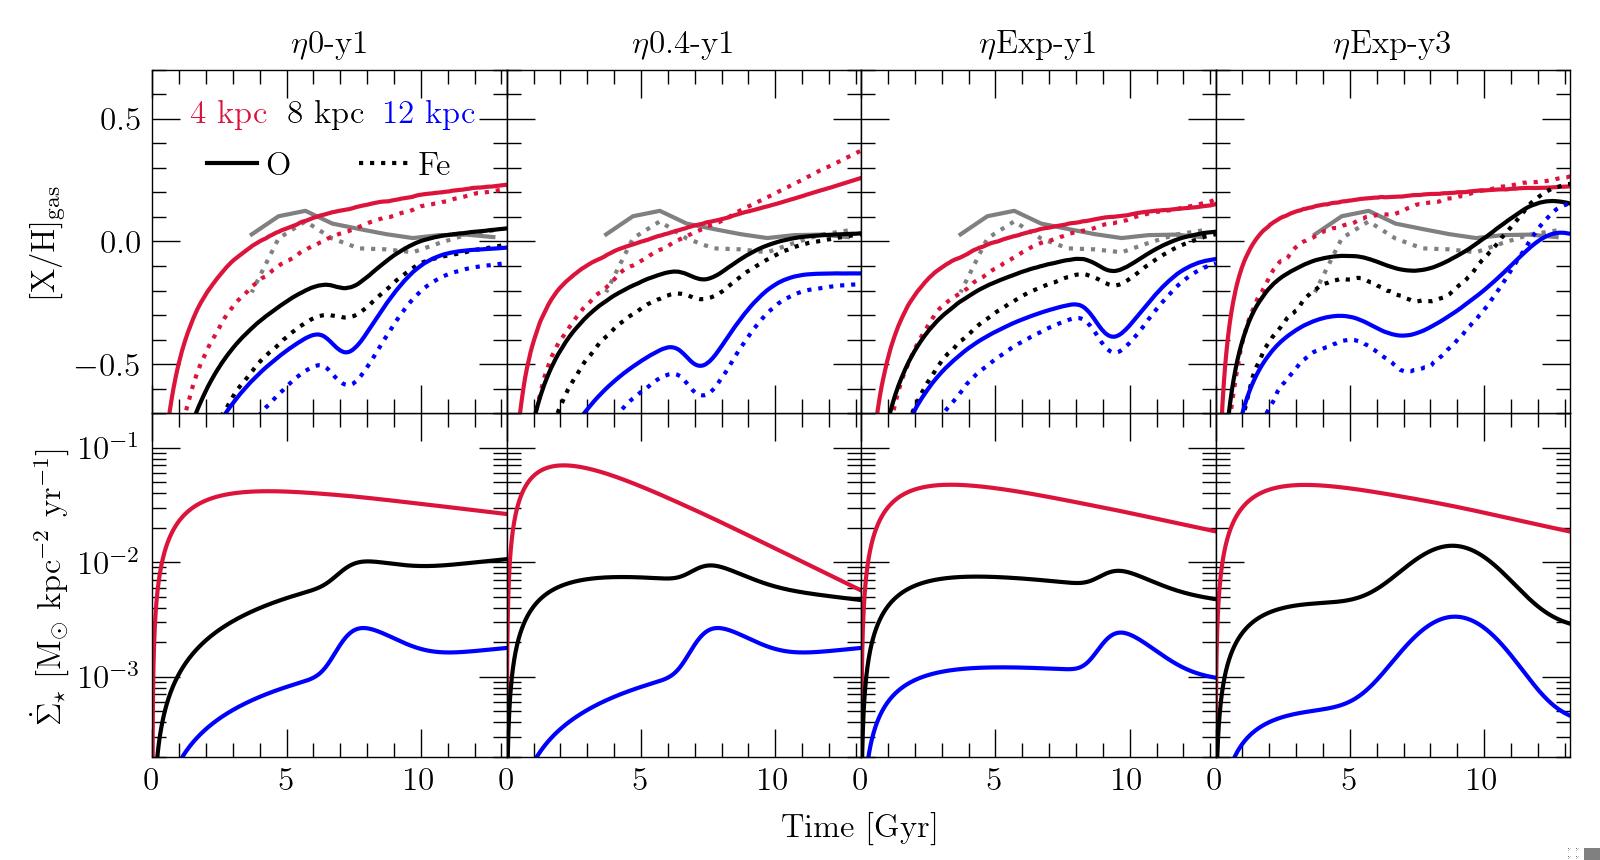 η0-y1 η0.4-y1 ηExp-y1 ηExp-y3
4 kpc 8 kpc 12 kpc
O Fe
0.5
0.0
−0.5
[X/H]gas
10⁻¹
10⁻²
10⁻³
Σ̇⋆ [M⊙ kpc⁻² yr⁻¹]
0 5 10 0 5 10 0 5 10 0 5 10
Time [Gyr]